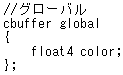 //グローバル
cbuffer global
{
    float4 color;
};